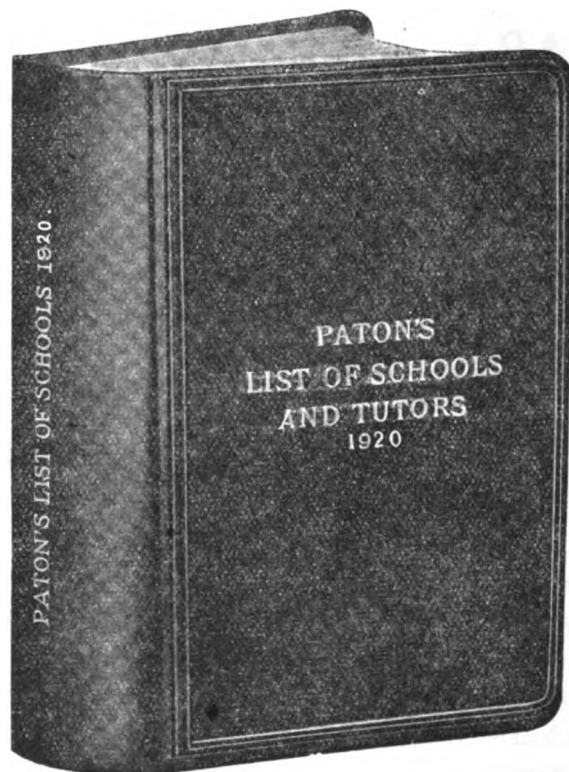 PATON'S LIST OF SCHOOLS 1920.
PATON'S
LIST OF SCHOOLS
AND TUTORS
1920